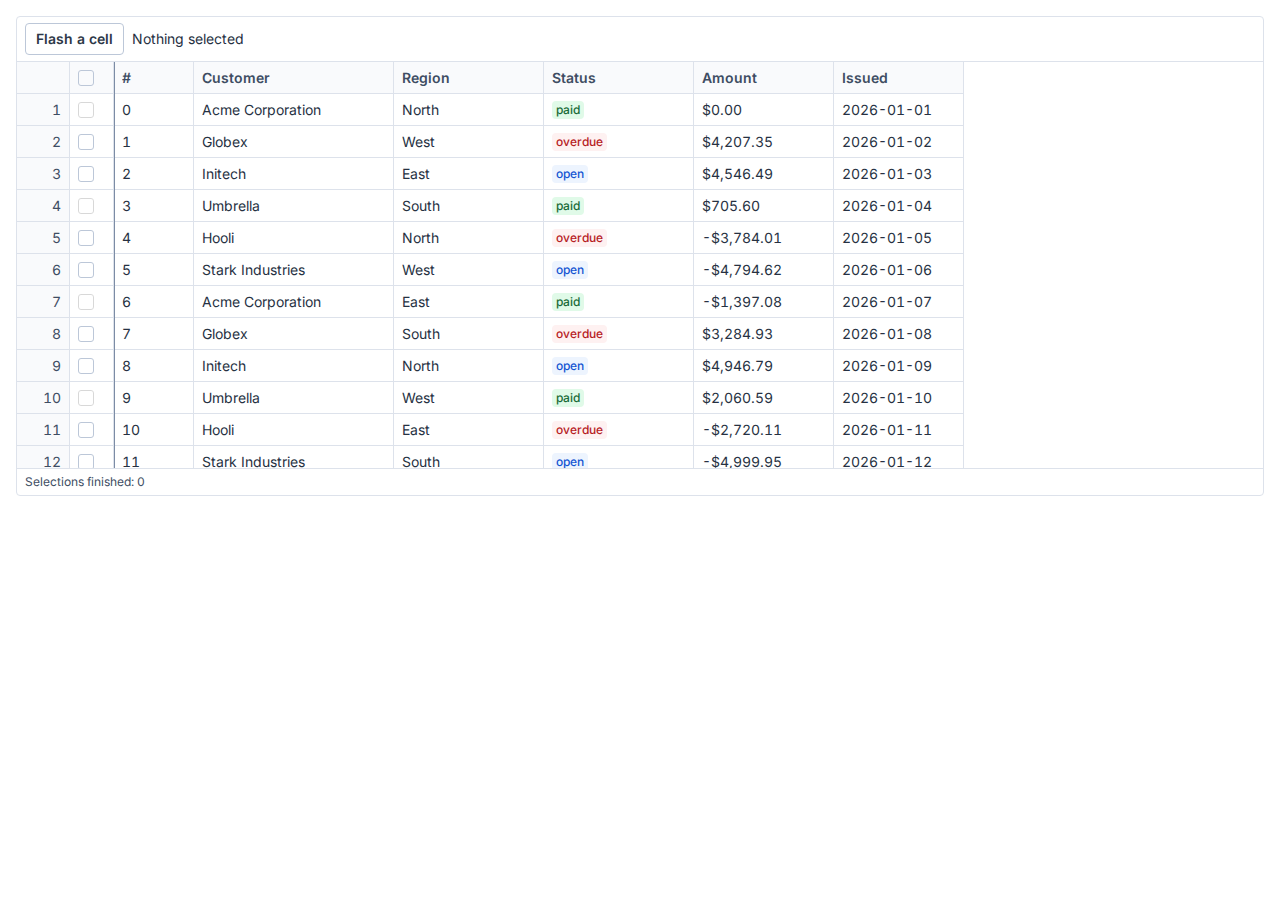 Flash a cell Nothing selected
# Customer Region Status Amount Issued
1 0 Acme Corporation North paid $0.00 2026-01-01
2 1 Globex West overdue $4,207.35 2026-01-02
3 2 Initech East open $4,546.49 2026-01-03
4 3 Umbrella South paid $705.60 2026-01-04
5 4 Hooli North overdue -$3,784.01 2026-01-05
6 5 Stark Industries West open -$4,794.62 2026-01-06
7 6 Acme Corporation East paid -$1,397.08 2026-01-07
8 7 Globex South overdue $3,284.93 2026-01-08
9 8 Initech North open $4,946.79 2026-01-09
10 9 Umbrella West paid $2,060.59 2026-01-10
11 10 Hooli East overdue -$2,720.11 2026-01-11
12 11 Stark Industries South open -$4,999.95 2026-01-12
Selections finished: 0